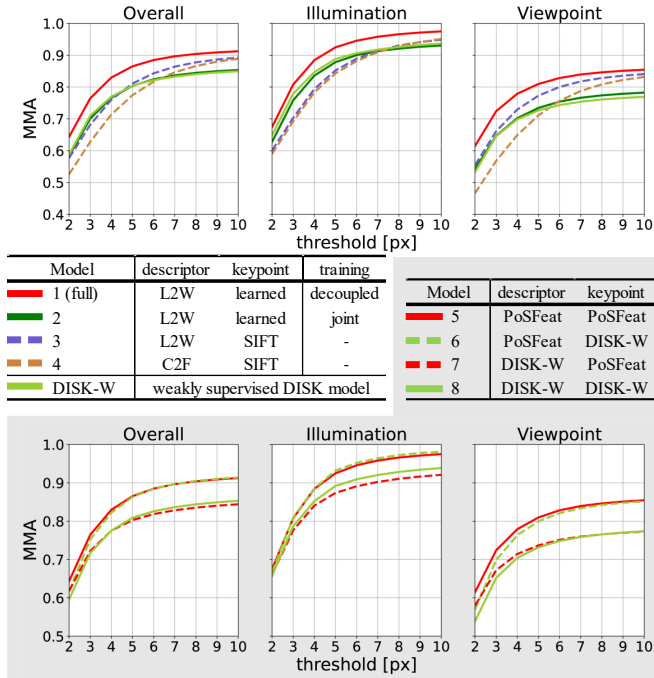 Overall Illumination Viewpoint
MMA
1.0
0.9
0.8
0.7
0.6
0.5
0.4
2 3 4 5 6 7 8 9 10 2 3 4 5 6 7 8 9 10 2 3 4 5 6 7 8 9 10
threshold [px]
Model descriptor keypoint training
1 (full) L2W learned decoupled
2 L2W learned joint
3 L2W SIFT -
4 C2F SIFT -
DISK-W weakly supervised DISK model
Model descriptor keypoint
5 PoSFeat PoSFeat
6 PoSFeat DISK-W
7 DISK-W PoSFeat
8 DISK-W DISK-W
Overall Illumination Viewpoint
MMA
1.0
0.9
0.8
0.7
0.6
0.5
2 3 4 5 6 7 8 9 10 2 3 4 5 6 7 8 9 10 2 3 4 5 6 7 8 9 10
threshold [px]